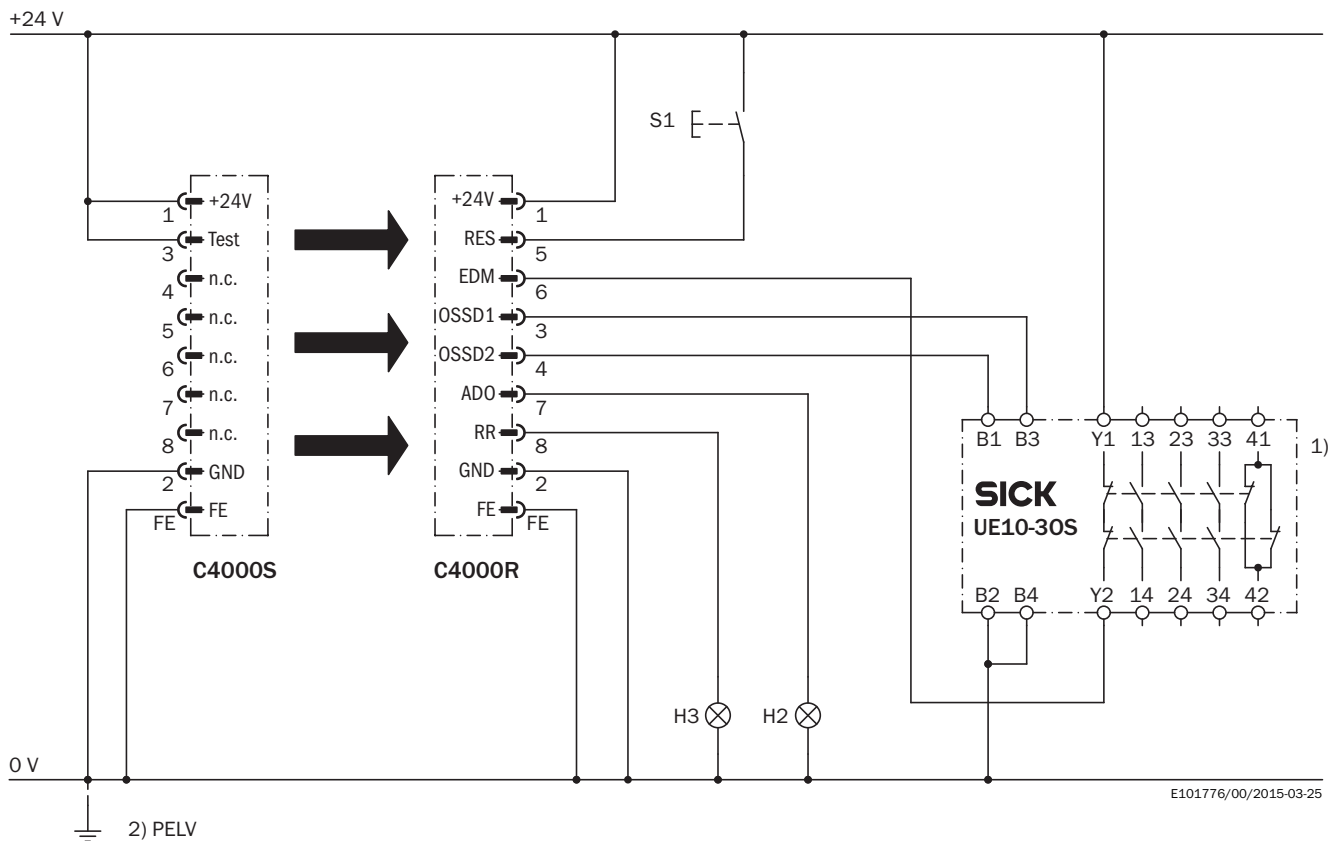 +24 V
S1
+24V
1
Test
3
n.c.
4
n.c.
5
n.c.
6
n.c.
7
n.c.
8
GND
2
FE
FE
C4000S
+24V
1
RES
5
EDM
6
OSSD1
3
OSSD2
4
ADO
7
RR
8
GND
2
FE
FE
C4000R
B1 B3 Y1 13 23 33 41
1)
SICK
UE10-30S
B2 B4 Y2 14 24 34 42
H3
H2
0 V
E101776/00/2015-03-25
2) PELV